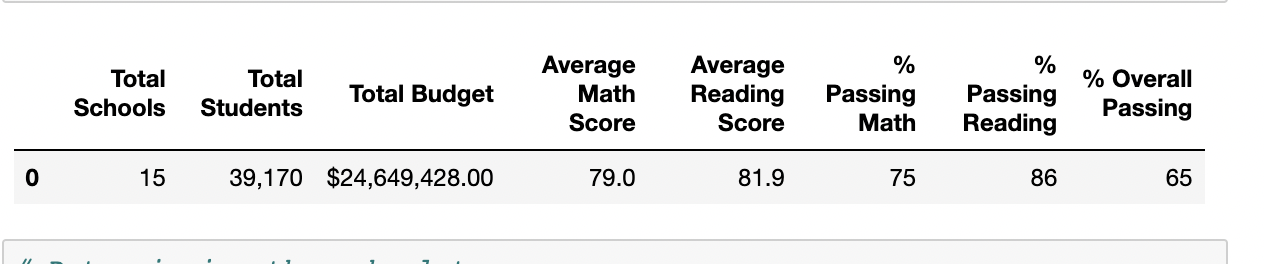 Total Schools Total Students Total Budget Average Math Score Average Reading Score % Passing Math % Passing Reading % Overall Passing
0 15 39,170 $24,649,428.00 79.0 81.9 75 86 65